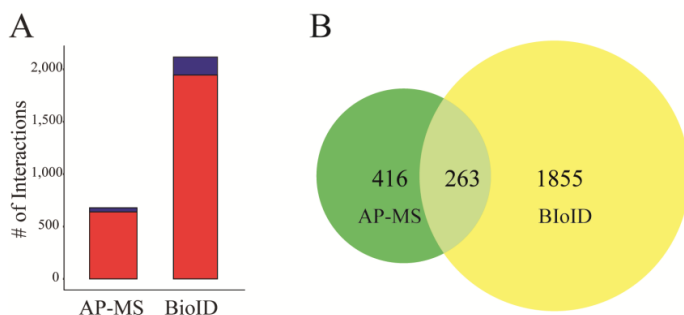 A
# of Interactions
2,000
1,500
1,000
500
0
AP-MS BioID
B
416 263 1855
AP-MS BIoID